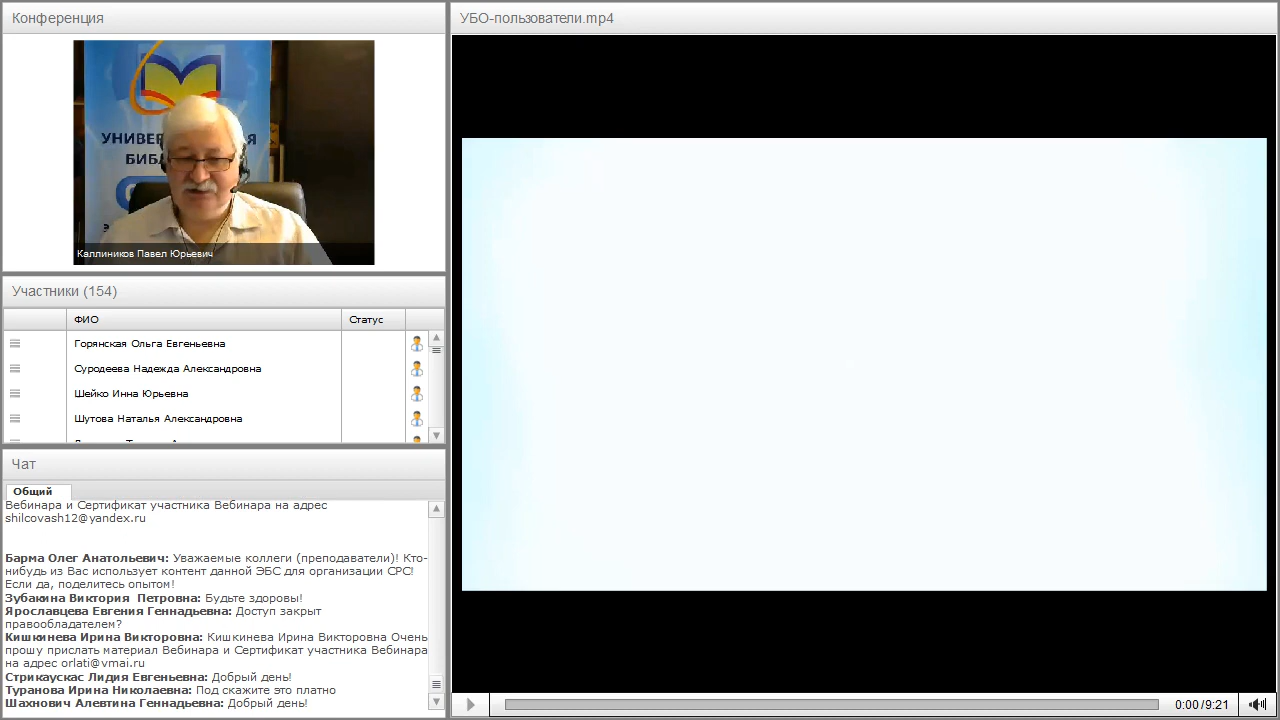 Конференция
УНИВЕР
АЯ
БИБ
Каллиников Павел Юрьевич
Участники (154)
ФИО
Статус
Горянская Ольга Евгеньевна
Суродеева Надежда Александровна
Шейко Инна Юрьевна
Шутова Наталья Александровна
Чат
Общий
Вебинара и Сертификат участника Вебинара на адрес
shilcovash12@yandex.ru
Барма Олег Анатольевич: Уважаемые коллеги (преподаватели)! Кто-
нибудь из Вас использует контент данной ЭБС для организации СРС!
Если да, поделитесь опытом!
Зубакина Виктория  Петровна: Будьте здоровы!
Ярославцева Евгения Геннадьевна: Доступ закрыт
правообладателем?
Кишкинева Ирина Викторовна: Кишкинева Ирина Викторовна Очень
прошу прислать материал Вебинара и Сертификат участника Вебинара
на адрес orlati@vmai.ru
Стрикаускас Лидия Евгеньевна: Добрый день!
Туранова Ирина Николаевна: Под скажите это платно
Шахнович Алевтина Геннадьевна: Добрый день!
УБО-пользователи.mp4
0:00/9:21